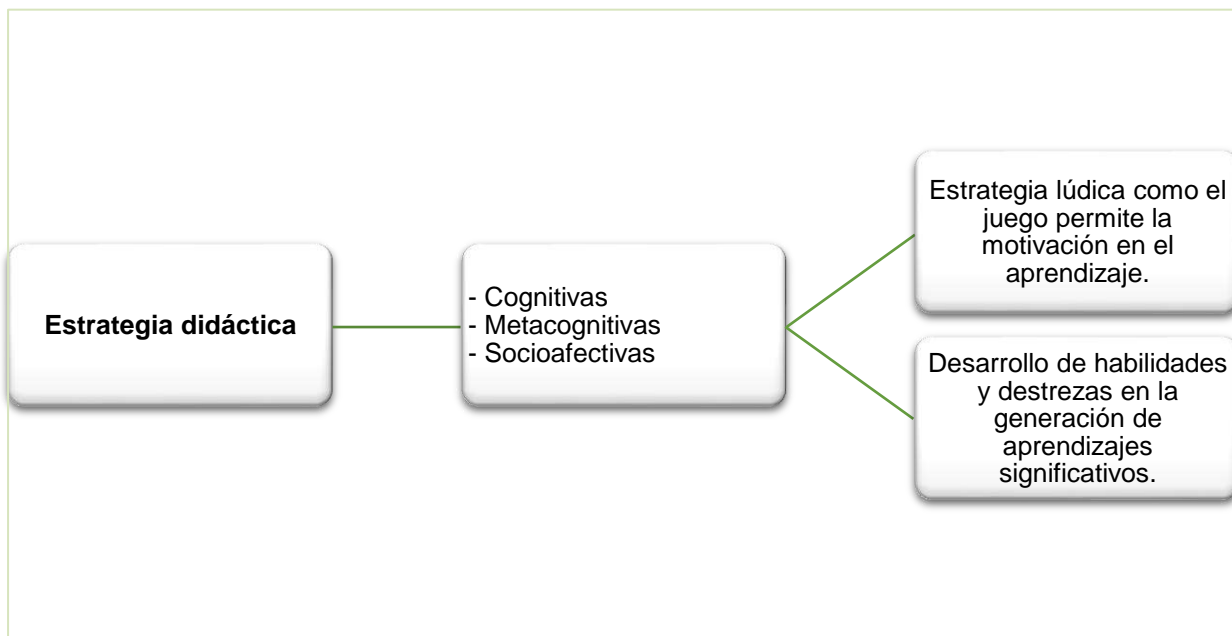 Estrategia didáctica
- Cognitivas
- Metacognitivas
- Socioafectivas
Estrategia lúdica como el
juego permite la
motivación en el
aprendizaje.
Desarrollo de habilidades
y destrezas en la
generación de
aprendizajes
significativos.